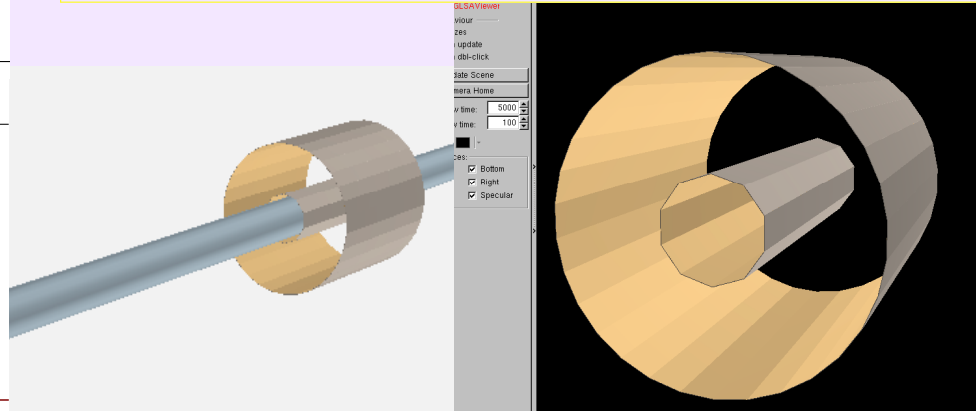 GLSAViewer
viour
zes
update
dbl-click
date Scene
mera Home
w time: 5000
w time: 100
ces:
Bottom
Right
Specular